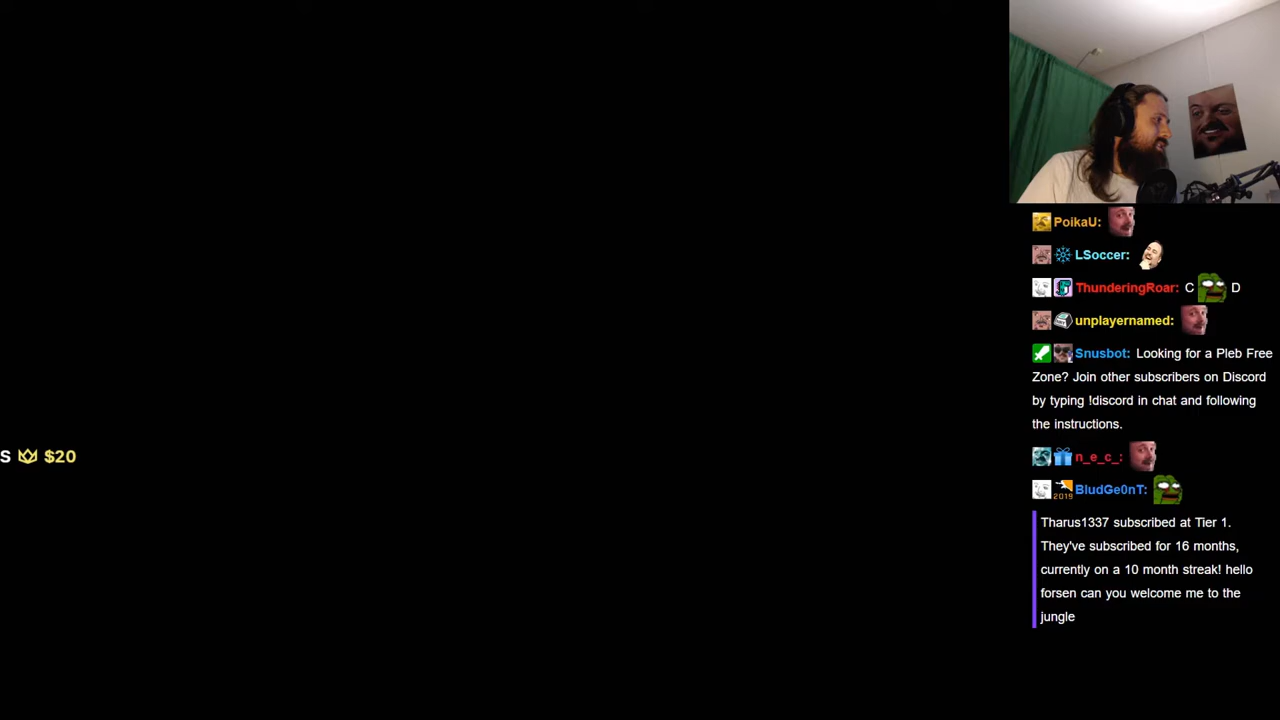 PoikaU:
LSoccer:
ThunderingRoar: C D
unplayernamed:
Snusbot: Looking for a Pleb Free
Zone? Join other subscribers on Discord
by typing !discord in chat and following
the instructions.
S $20
n_e_c_:
2019 BludGe0nT:
Tharus1337 subscribed at Tier 1.
They've subscribed for 16 months,
currently on a 10 month streak! hello
forsen can you welcome me to the
jungle